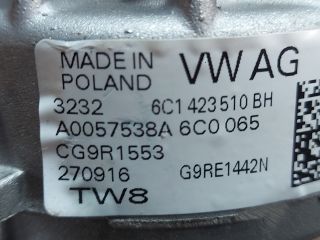 MADE IN
POLAND
VW AG
3232 6C1 423 510 BH
A0057538A 6C0 065
CG9R1553
270916 G9RE1442N
TW8